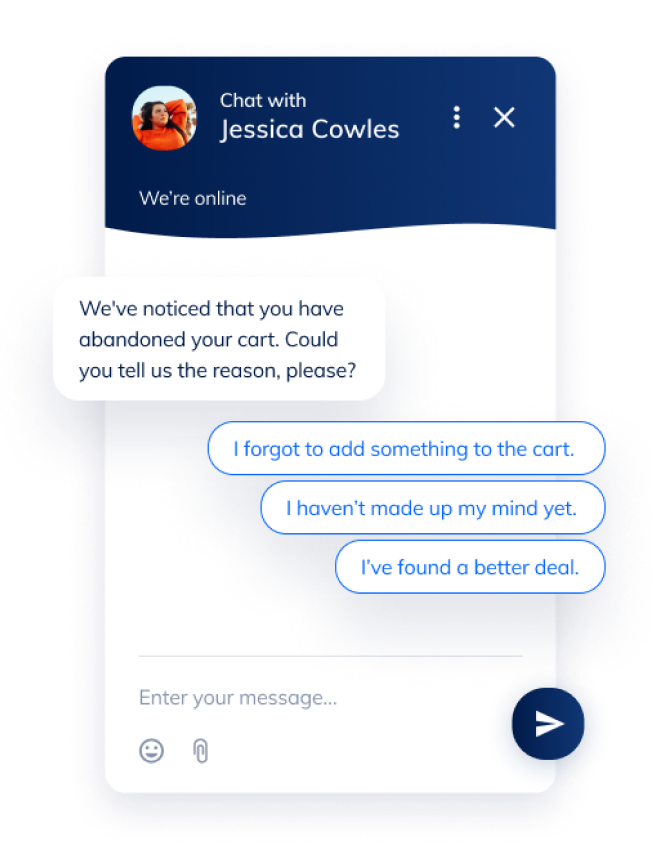 Chat with
Jessica Cowles
We're online
We've noticed that you have
abandoned your cart. Could
you tell us the reason, please?
I forgot to add something to the cart.
I haven’t made up my mind yet.
I’ve found a better deal.
Enter your message...